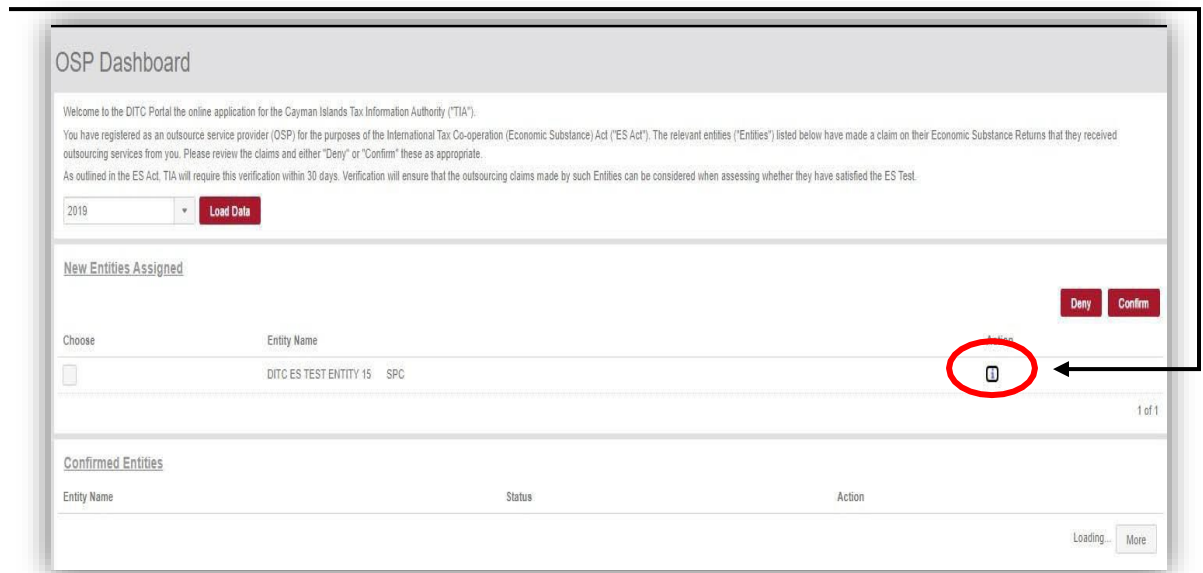 OSP Dashboard
Welcome to the DITC Portal the online application for the Cayman Islands Tax Information Authority ("TIA").
You have registered as an outsource service provider (OSP) for the purposes of the International Tax Co-operation (Economic Substance) Act ("ES Act"). The relevant entities ("Entities") listed below have made a claim on their Economic Substance Returns that they received
outsourcing services from you. Please review the claims and either "Deny" or "Confirm" these as appropriate.
As outlined in the ES Act, TIA will require this verification within 30 days. Verification will ensure that the outsourcing claims made by such Entities can be considered when assessing whether they have satisfied the ES Test.
2019 Load Data
New Entities Assigned
Deny Confirm
Choose Entity Name Action
DITC ES TEST ENTITY 15 SPC i
1 of 1
Confirmed Entities
Entity Name Status Action
Loading... More